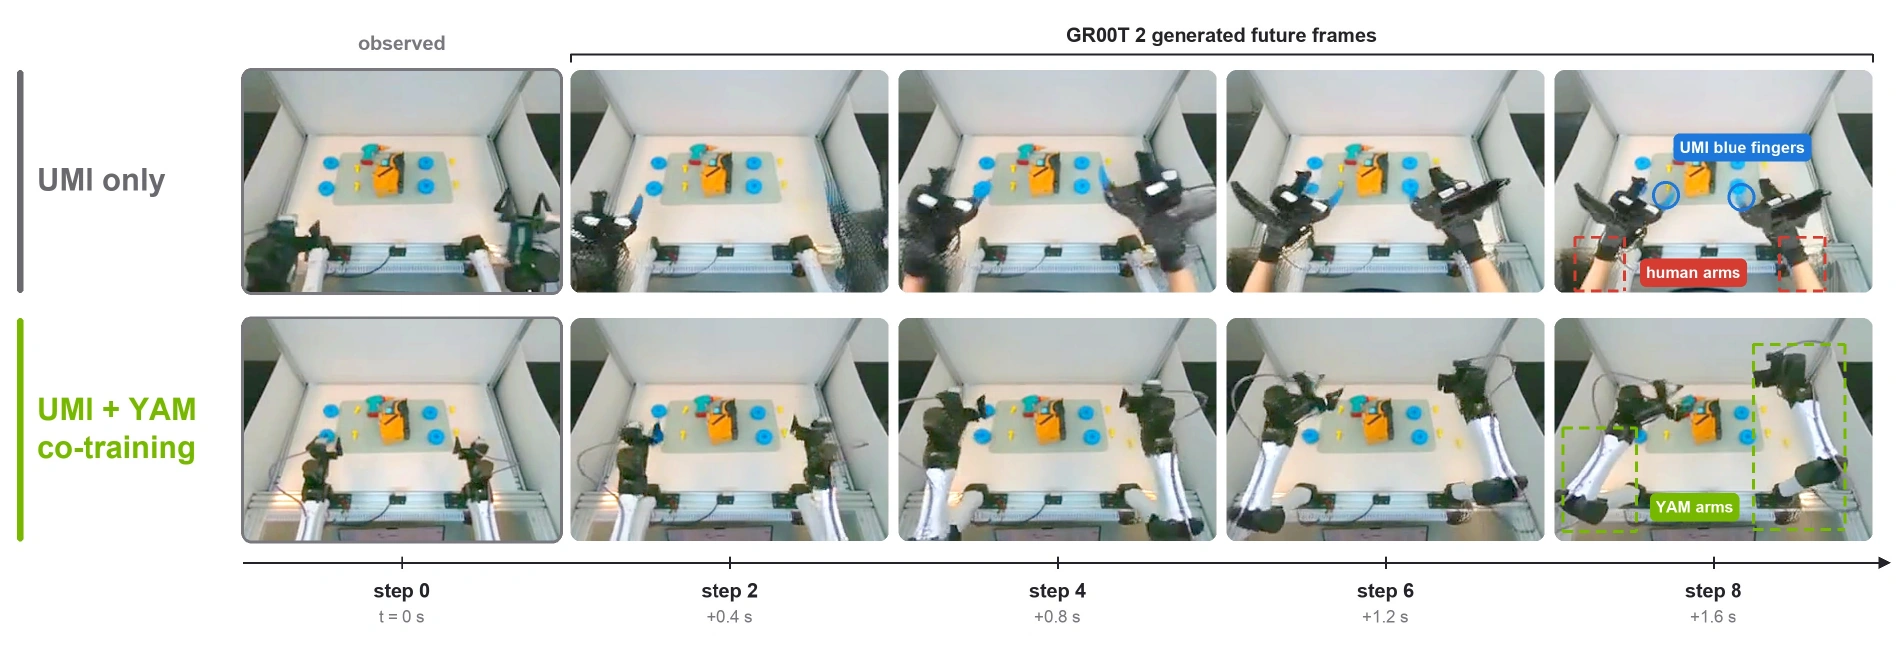 observed
GR00T 2 generated future frames
UMI only
UMI blue fingers
human arms
UMI + YAM
co-training
YAM arms
step 0
step 2
step 4
step 6
step 8
t = 0 s
+0.4 s
+0.8 s
+1.2 s
+1.6 s